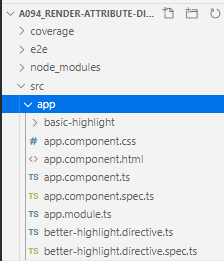 A094_RENDER-ATTRIBUTE-DI...
coverage
e2e
node_modules
src
app
basic-highlight
# app.component.css
<> app.component.html
TS app.component.ts
TS app.component.spec.ts
TS app.module.ts
TS better-highlight.directive.ts
TS better-highlight.directive.spec.ts